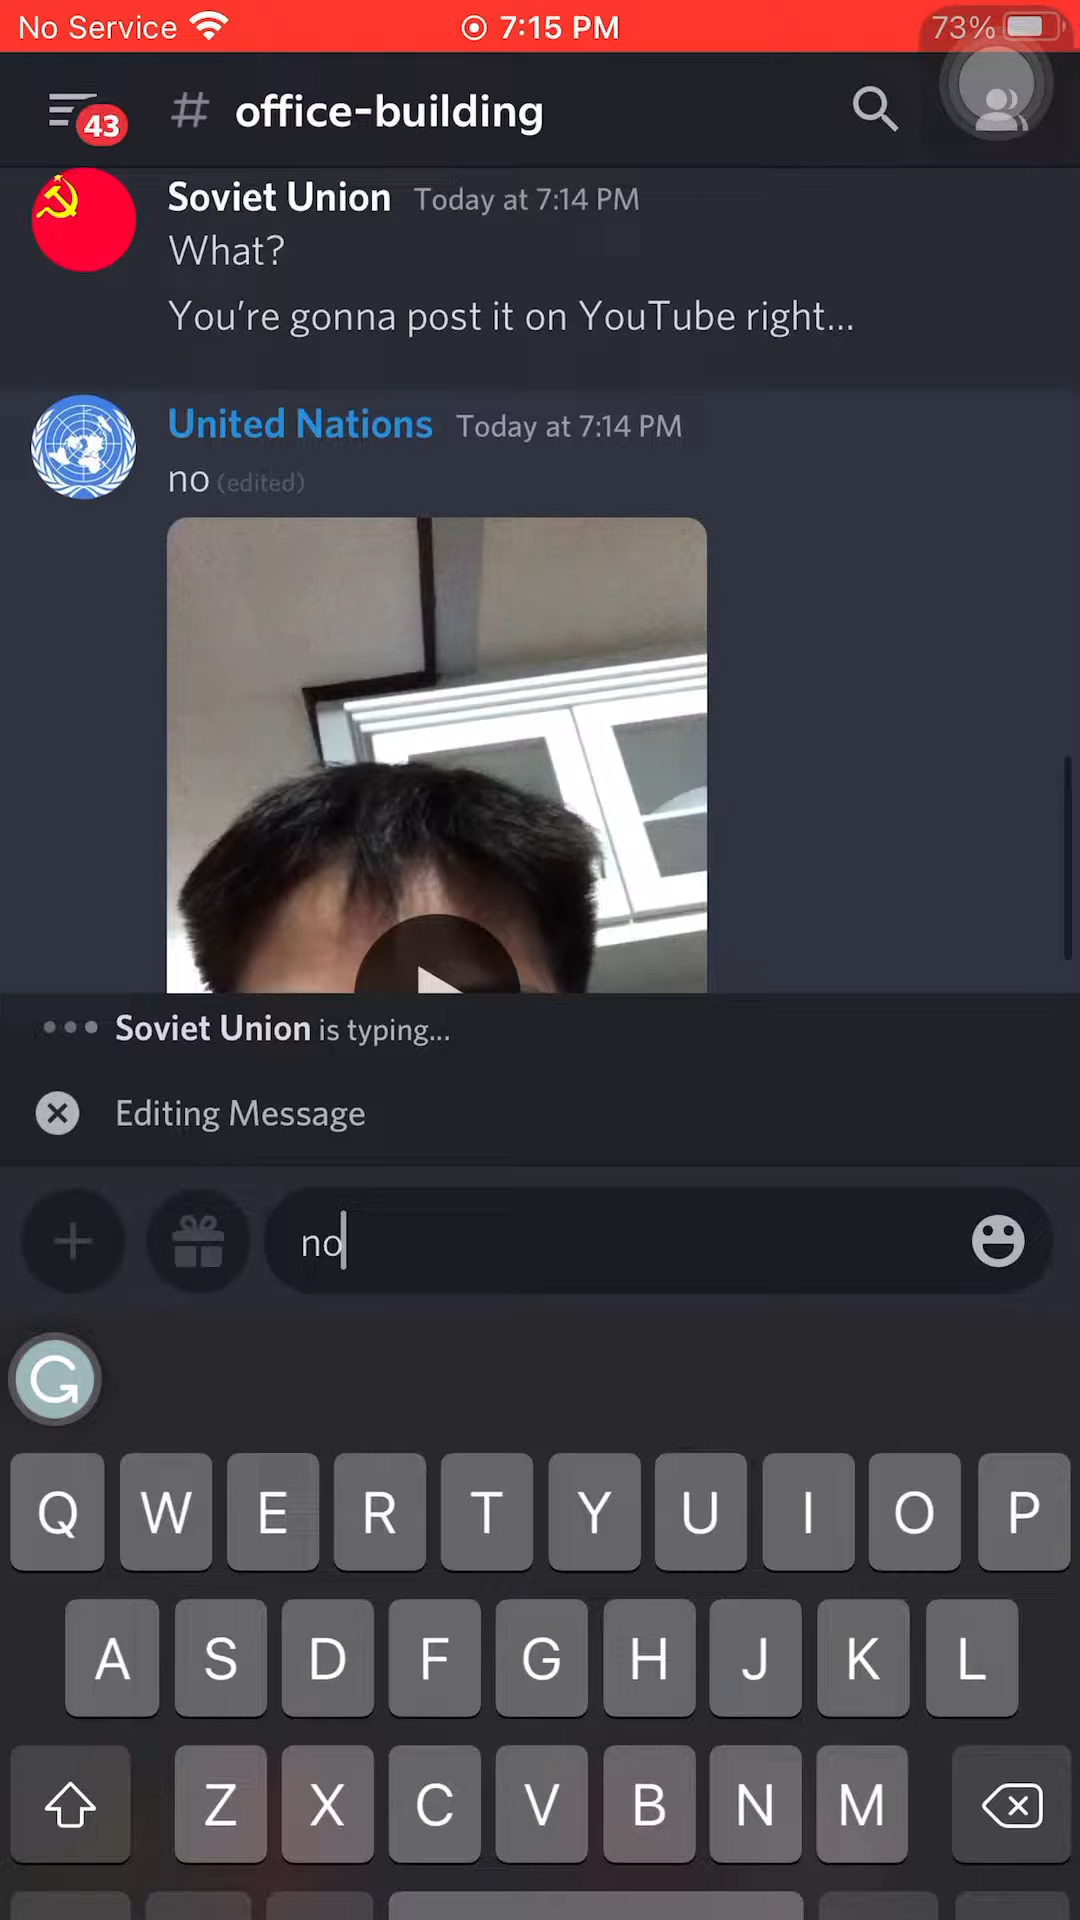 No Service 7:15 PM 73%
43 # office-building
Soviet Union Today at 7:14 PM
What?
You're gonna post it on YouTube right...
United Nations Today at 7:14 PM
no (edited)
Soviet Union is typing...
Editing Message
no
Q W E R T Y U I O P
A S D F G H J K L
Z X C V B N M